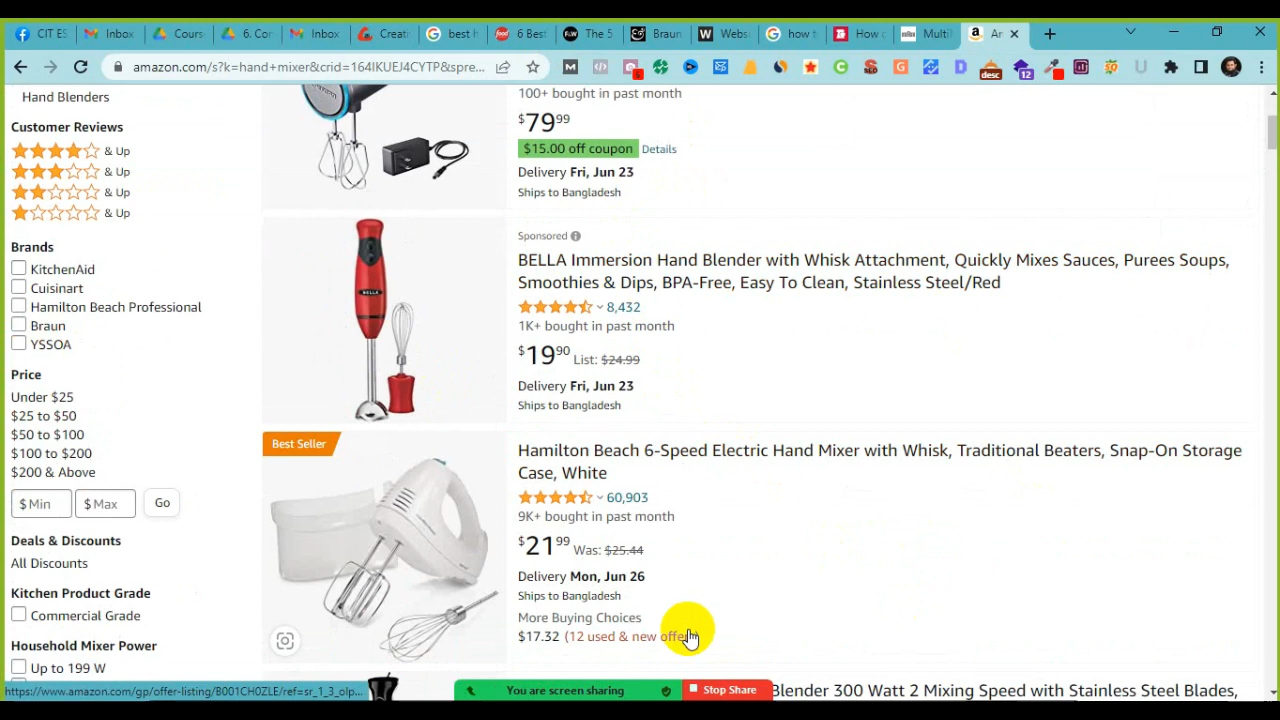 CIT ES
Inbox
Cours
6. Cor
Inbox
Creati
best h
6 Best
The 5
Braun
Webs
how t
How c
Multi
Ar
amazon.com/s?k=hand+mixer&crid=164IKUEJ4CYTP&spre...
desc
12
Hand Blenders
Customer Reviews
& Up
& Up
& Up
& Up
Brands
KitchenAid
Cuisinart
Hamilton Beach Professional
Braun
YSSOA
Price
Under $25
$25 to $50
$50 to $100
$100 to $200
$200 & Above
$ Min
$ Max
Go
Deals & Discounts
All Discounts
Kitchen Product Grade
Commercial Grade
Household Mixer Power
Up to 199 W
100+ bought in past month
$79.99
$15.00 off coupon Details
Delivery Fri, Jun 23
Ships to Bangladesh
Sponsored
BELLA
BELLA Immersion Hand Blender with Whisk Attachment, Quickly Mixes Sauces, Purees Soups,
Smoothies & Dips, BPA-Free, Easy To Clean, Stainless Steel/Red
8,432
1K+ bought in past month
$19.90 List: $24.99
Delivery Fri, Jun 23
Ships to Bangladesh
Best Seller
Hamilton Beach 6-Speed Electric Hand Mixer with Whisk, Traditional Beaters, Snap-On Storage
Case, White
60,903
9K+ bought in past month
$21.99 Was: $25.44
Delivery Mon, Jun 26
Ships to Bangladesh
More Buying Choices
$17.32 (12 used & new offe
https://www.amazon.com/gp/offer-listing/B001CH0ZLE/ref=sr_1_3_olp...
You are screen sharing
Stop Share
Blender 300 Watt 2 Mixing Speed with Stainless Steel Blades,